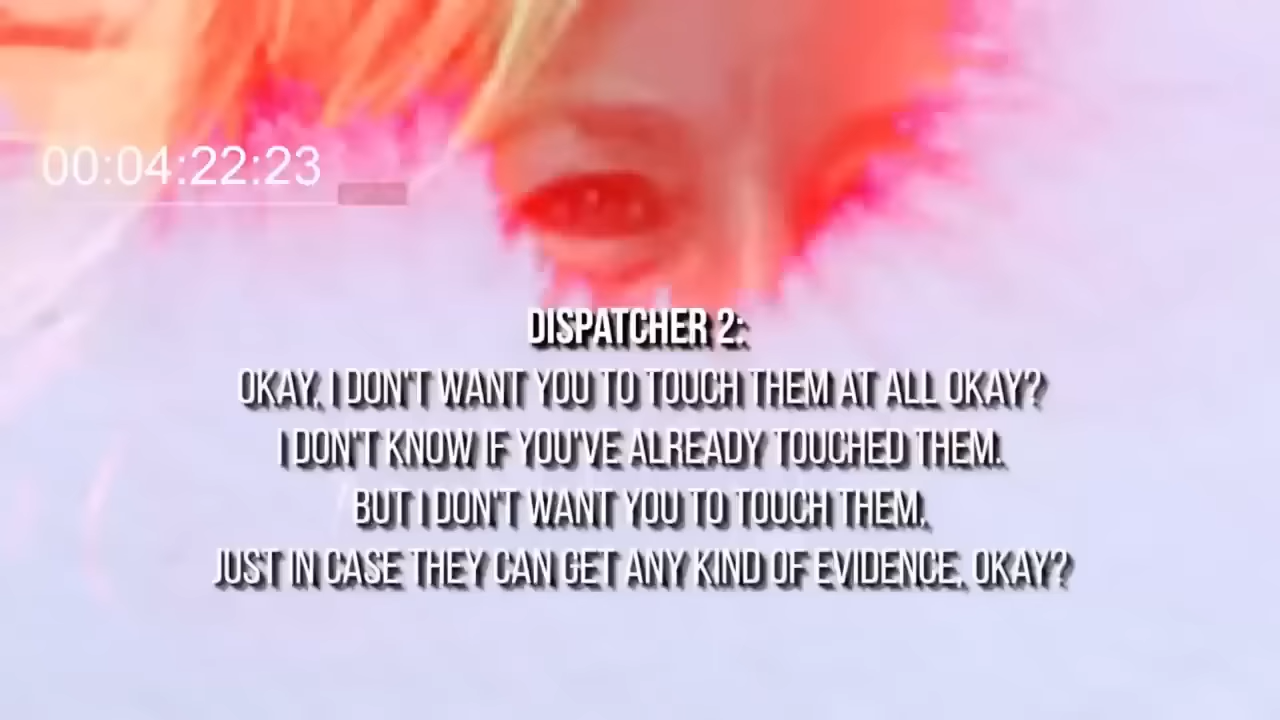 00:04:22:23
DISPATCHER 2:
OKAY, I DON'T WANT YOU TO TOUCH THEM AT ALL OKAY?
I DON'T KNOW IF YOU'VE ALREADY TOUCHED THEM.
BUT I DON'T WANT YOU TO TOUCH THEM,
JUST IN CASE THEY CAN GET ANY KIND OF EVIDENCE, OKAY?